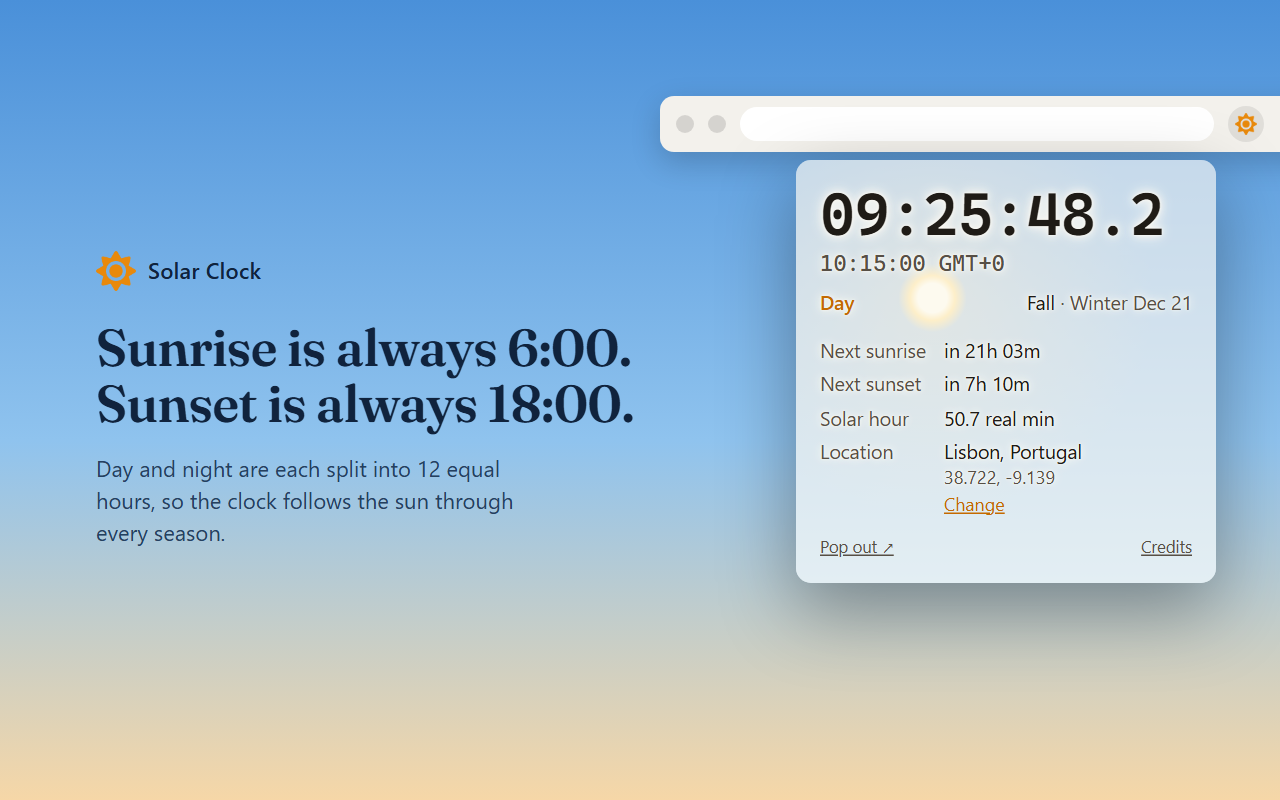 Solar Clock
Sunrise is always 6:00.
Sunset is always 18:00.
Day and night are each split into 12 equal
hours, so the clock follows the sun through
every season.
09:25:48.2
10:15:00 GMT+0
Day
Fall · Winter Dec 21
Next sunrise in 21h 03m
Next sunset in 7h 10m
Solar hour 50.7 real min
Location Lisbon, Portugal
38.722, -9.139
Change
Pop out ↗
Credits